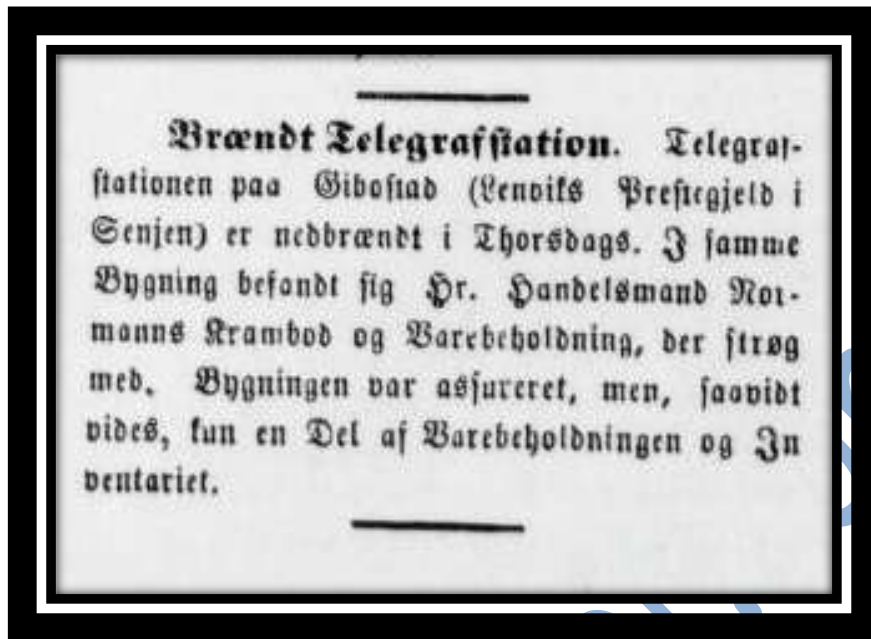 Brændt Telegrafstation. Telegraf-
stationen paa Gibostad (Lenviks Prestegjeld i
Senjen) er nedbrændt i Thorsdags. I samme
Bygning befandt sig Hr. Handelsmand Nor-
manns Krambod og Varebeholdning, der strøg
med. Bygningen var assureret, men, saavidt
vides, kun en Del af Varebeholdningen og In
ventariet.